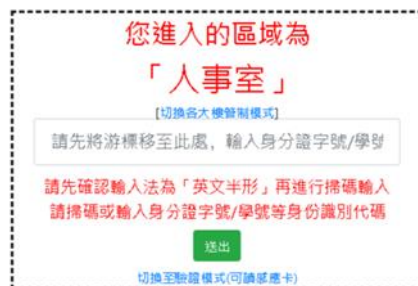 您進入的區域為
「人事室」
[切換各大樓管制模式]
請先將游標移至此處，輸入身分證字號/學號
請先確認輸入法為「英文半形」再進行掃碼輸入
請掃碼或輸入身分證字號/學號等身份識別代碼
送出
切換至驗證模式(可讀感應卡)